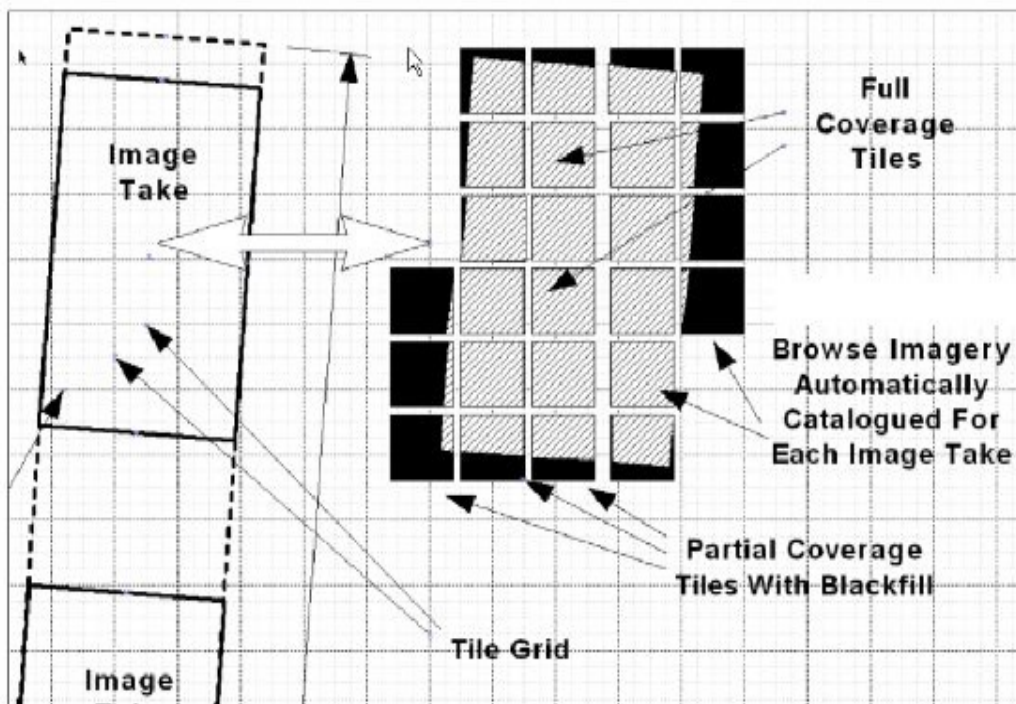 Image
Take
Full
Coverage
Tiles
Browse Imagery
Automatically
Catalogued For
Each Image Take
Partial Coverage
Tiles With Blackfill
Tile Grid
Image